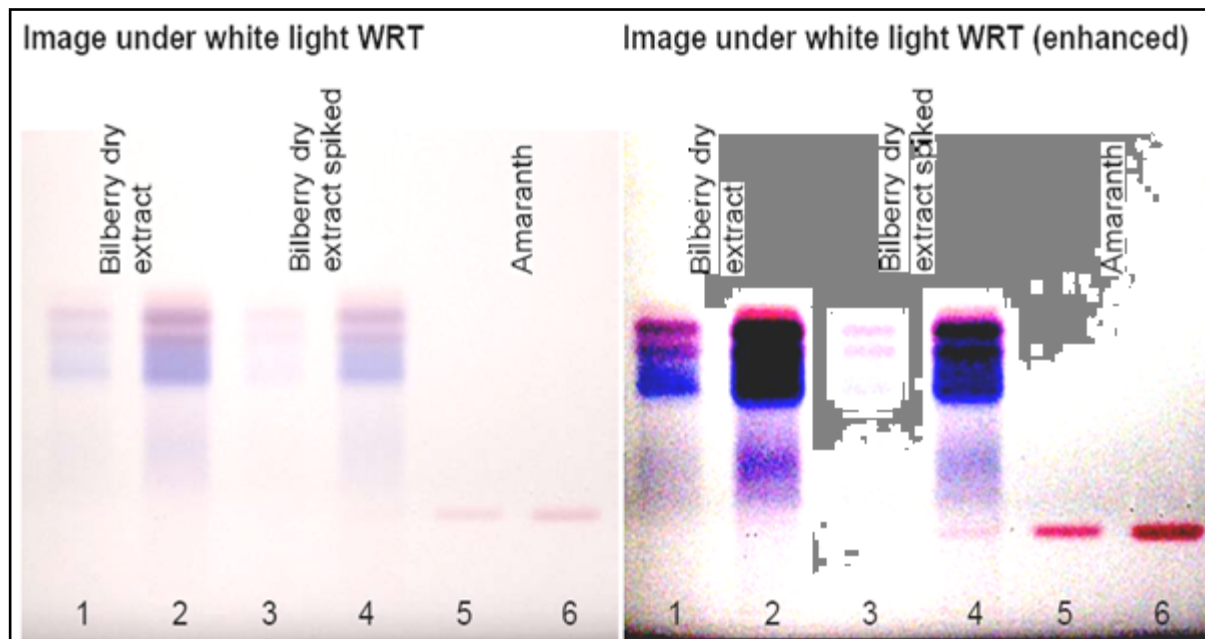 Image under white light WRT
Bilberry dry
extract
Bilberry dry
extract spiked
Amaranth
1 2 3 4 5 6
Image under white light WRT (enhanced)
Bilberry dry
extract
Bilberry dry
extract spiked
Amaranth
1 2 3 4 5 6